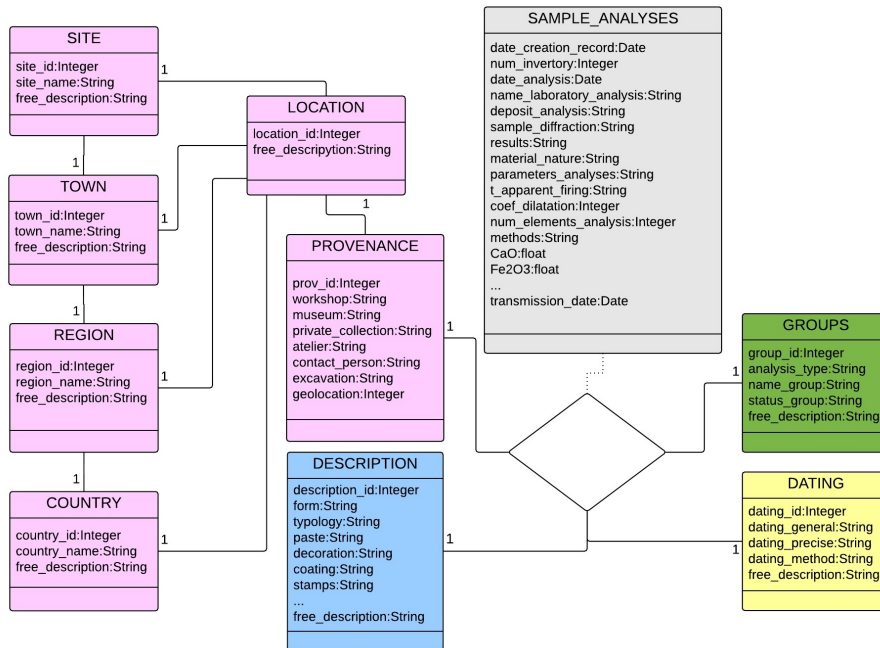 SITE
site_id:Integer
site_name:String
free_description:String
1
1
TOWN
town_id:Integer
town_name:String
free_description:String
1
1
REGION
region_id:Integer
region_name:String
free_description:String
1
1
COUNTRY
country_id:Integer
country_name:String
free_description:String
1
LOCATION
location_id:Integer
free_descripytion:String
1
PROVENANCE
prov_id:Integer
workshop:String
museum:String
private_collection:String
atelier:String
contact_person:String
excavation:String
geolocation:Integer
1
DESCRIPTION
description_id:Integer
form:String
typology:String
paste:String
decoration:String
coating:String
stamps:String
...
free_description:String
1
SAMPLE_ANALYSES
date_creation_record:Date
num_invertory:Integer
date_analysis:Date
name_laboratory_analysis:String
deposit_analysis:String
sample_diffraction:String
results:String
material_nature:String
parameters_analyses:String
t_apparent_firing:String
coef_dilatation:Integer
num_elements_analysis:Integer
methods:String
CaO:float
Fe2O3:float
...
transmission_date:Date
1
GROUPS
group_id:Integer
analysis_type:String
name_group:String
status_group:String
free_description:String
1
DATING
dating_id:Integer
dating_general:String
dating_precise:String
dating_method:String
free_description:String